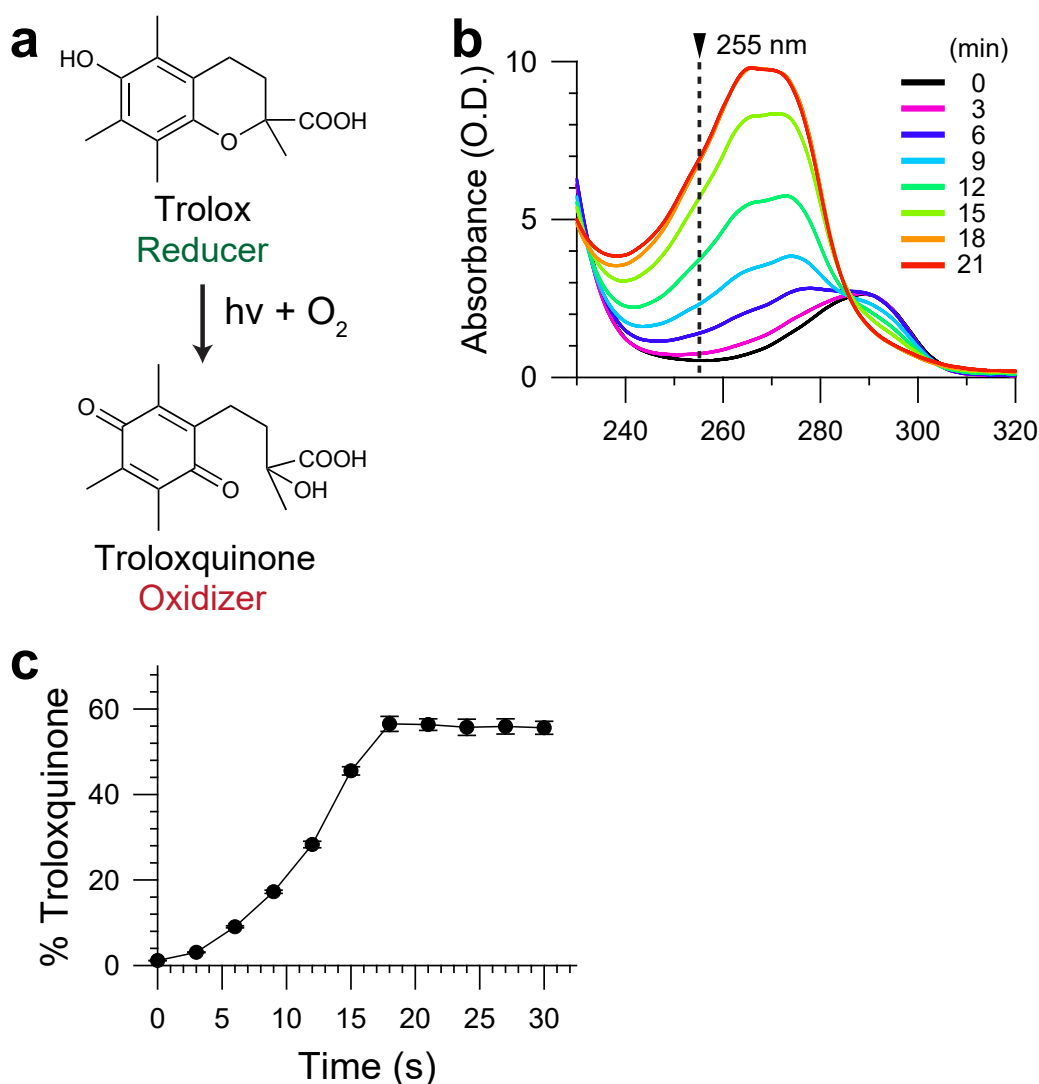 a
HO
O
COOH
Trolox
Reducer
hv + O2
O
O
COOH
OH
Troloxquinone
Oxidizer
b
255 nm
(min)
0
3
6
9
12
15
18
21
Absorbance (O.D.)
10
5
0
240 260 280 300 320
c
% Troloxquinone
60
40
20
0
0 5 10 15 20 25 30
Time (s)